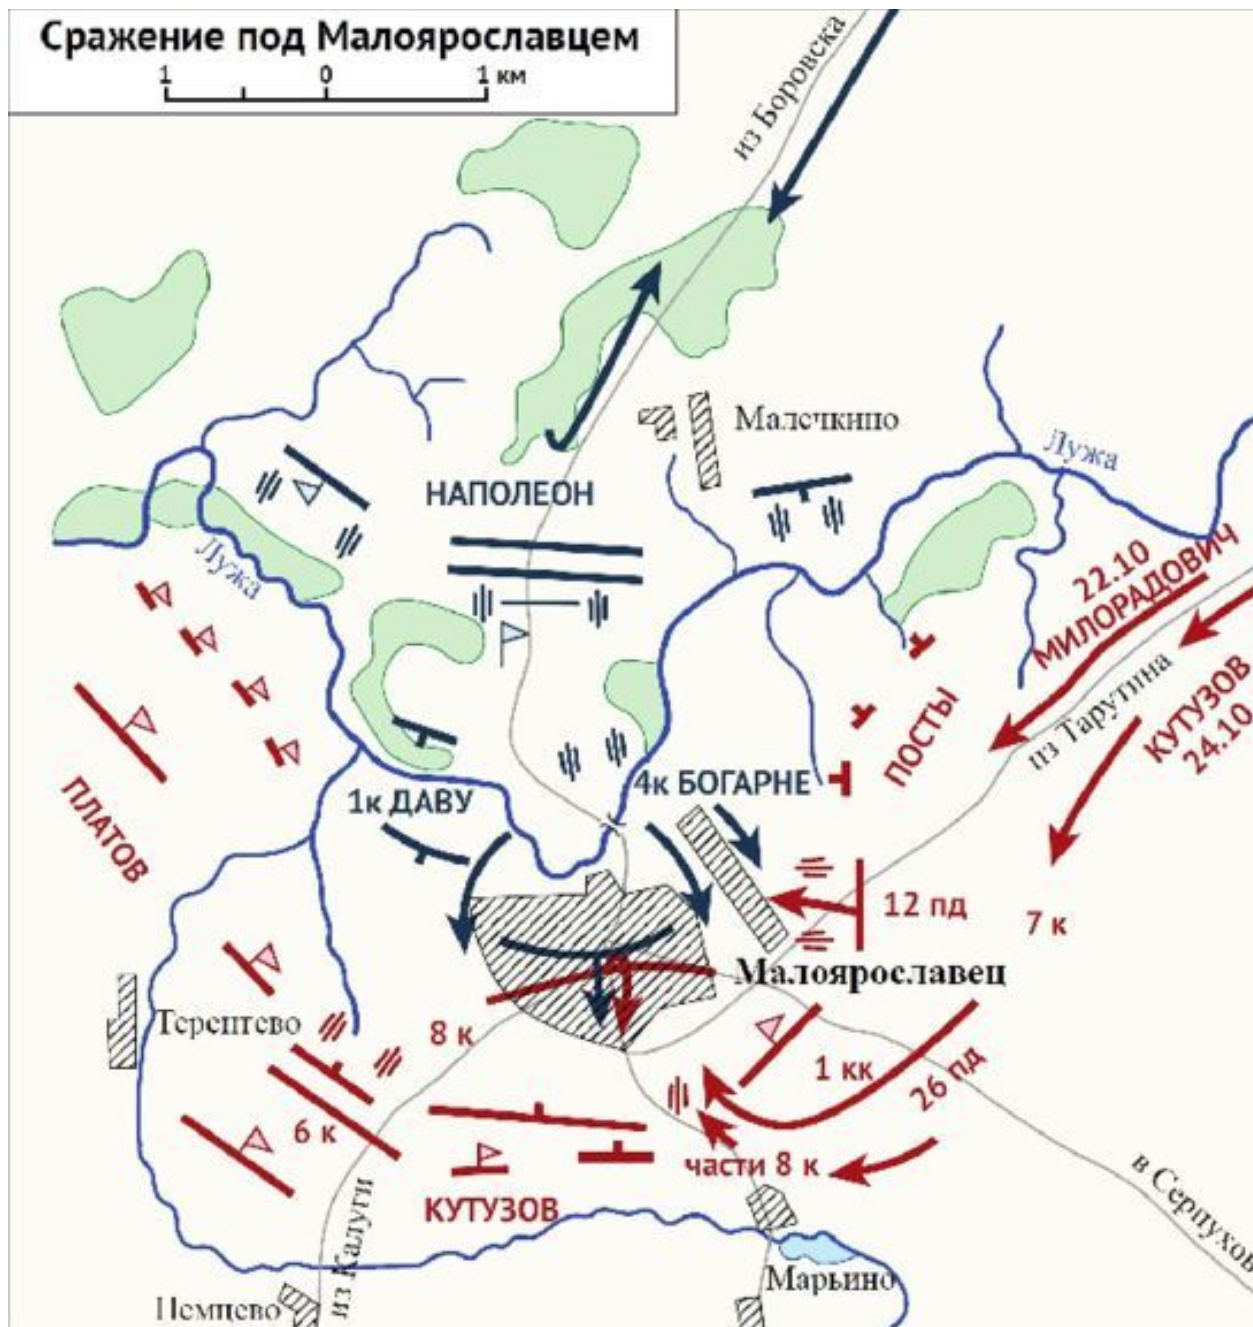 Сражение под Малоярославцем
1 0 1 км
из Боровска
Малечкино
Лужа
НАПОЛЕОН
Лужа
22.10
МИЛОРАДОВИЧ
из Тарутина
КУТУЗОВ
24.10
ПОСТЫ
ПЛАТОВ
1к ДАВУ
4к БОГАРНЕ
12 пд
7 к
Малоярославец
Терентево
8 к
1 кк
26 пд
6 к
части 8 к
КУТУЗОВ
в Серпухов
из Калуги
Марьино
Немцево